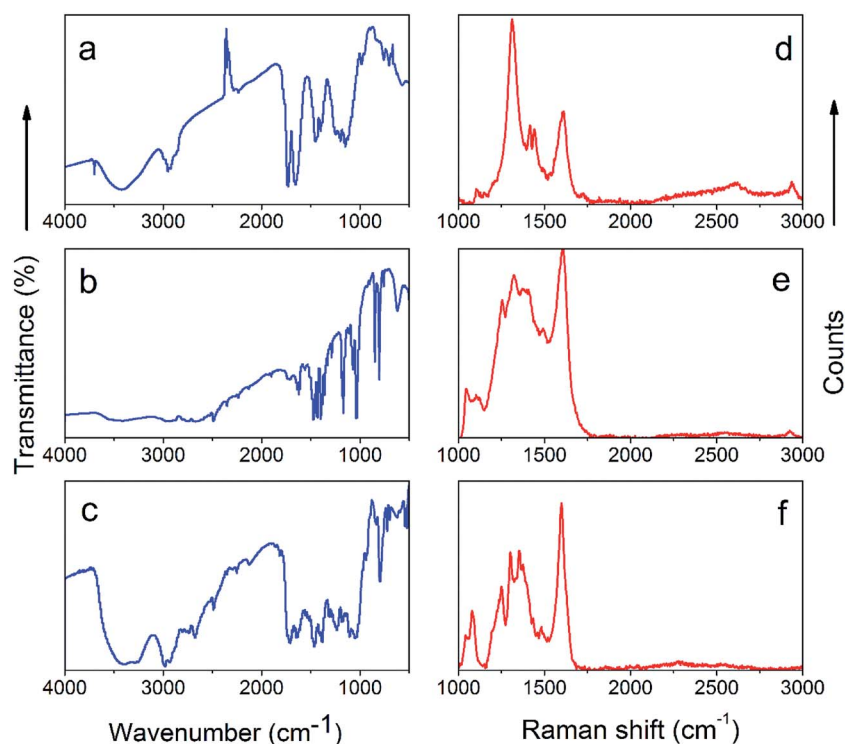 a
d
4000 3000 2000 1000
1000 1500 2000 2500 3000
b
e
4000 3000 2000 1000
1000 1500 2000 2500 3000
c
f
4000 3000 2000 1000
1000 1500 2000 2500 3000
Transmittance (%)
Counts
Wavenumber (cm⁻¹)
Raman shift (cm⁻¹)